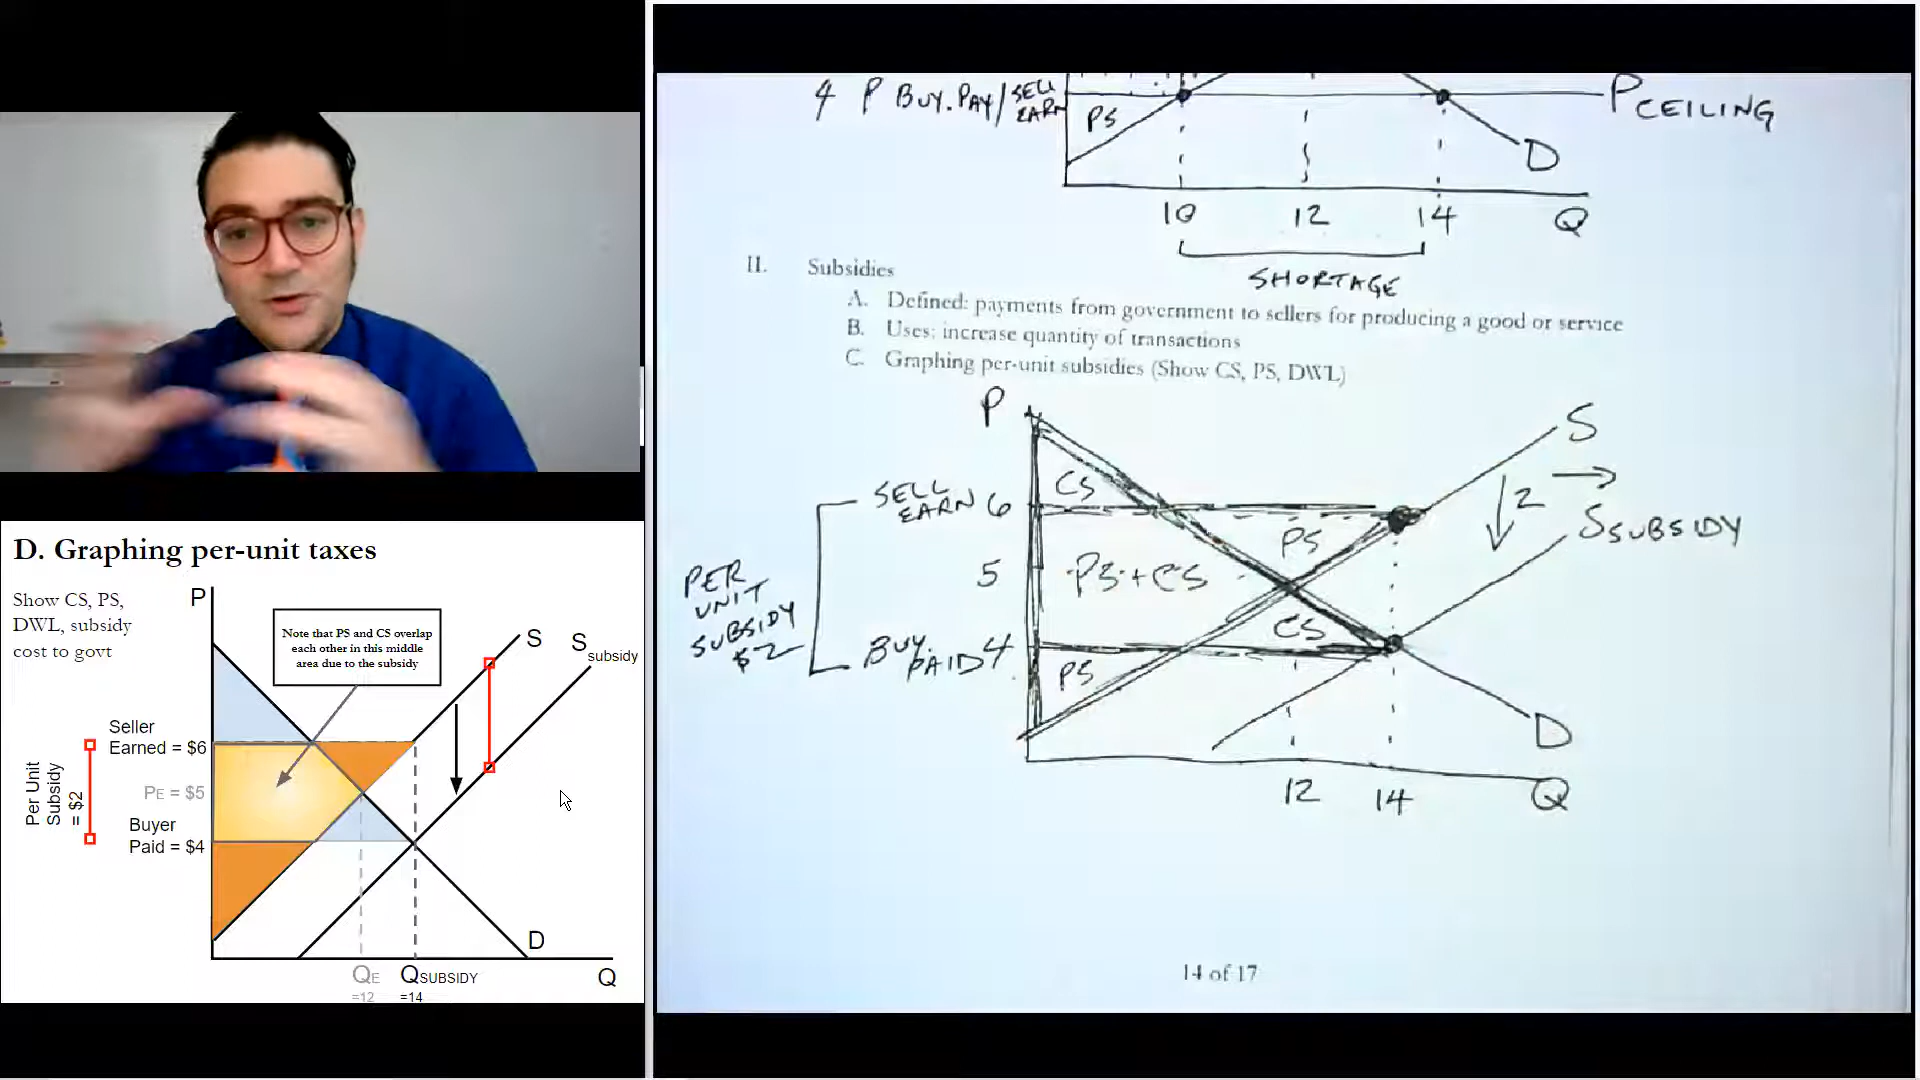 D. Graphing per-unit taxes
Show CS, PS,
DWL, subsidy
cost to govt
P
Note that PS and CS overlap
each other in this middle
area due to the subsidy
S
S subsidy
Seller
Earned = $6
Per Unit
Subsidy
= $2
PE = $5
Buyer
Paid = $4
D
QE
=12
QSUBSIDY
=14
Q
4 P BUY. PAY/SELL
EARN
PS
PCEILING
D
10 12 14 Q
SHORTAGE
II. Subsidies
A. Defined: payments from government to sellers for producing a good or service
B. Uses: increase quantity of transactions
C. Graphing per-unit subsidies (Show CS, PS, DWL)
P
S
SELL
EARN 6
CS
2
SSUBSIDY
PS
5
PS+CS
PER
UNIT
SUBSIDY
$2
CS
BUY.
PAID 4
PS
D
12 14 Q
14 of 17